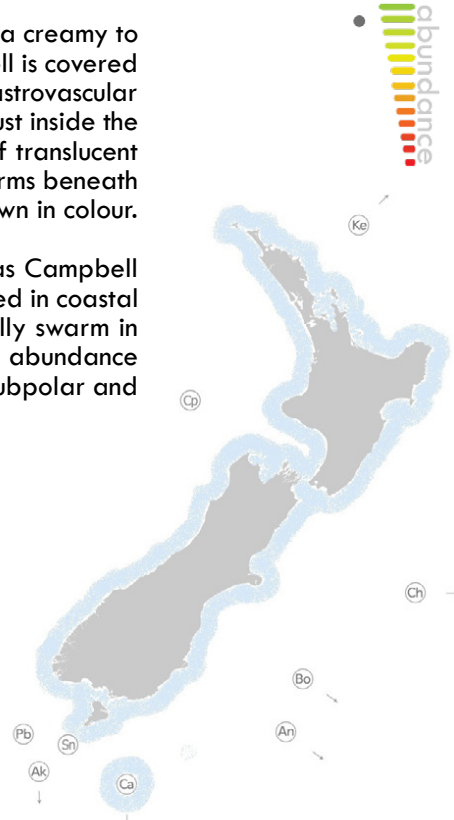 a creamy to
ll is covered
astrovascular
ust inside the
f translucent
rms beneath
wn in colour.
as Campbell
ed in coastal
lly swarm in
abundance
ubpolar and
abundance
Ke
Cp
Ch
Bo
An
Pb
Sn
Ak
Ca